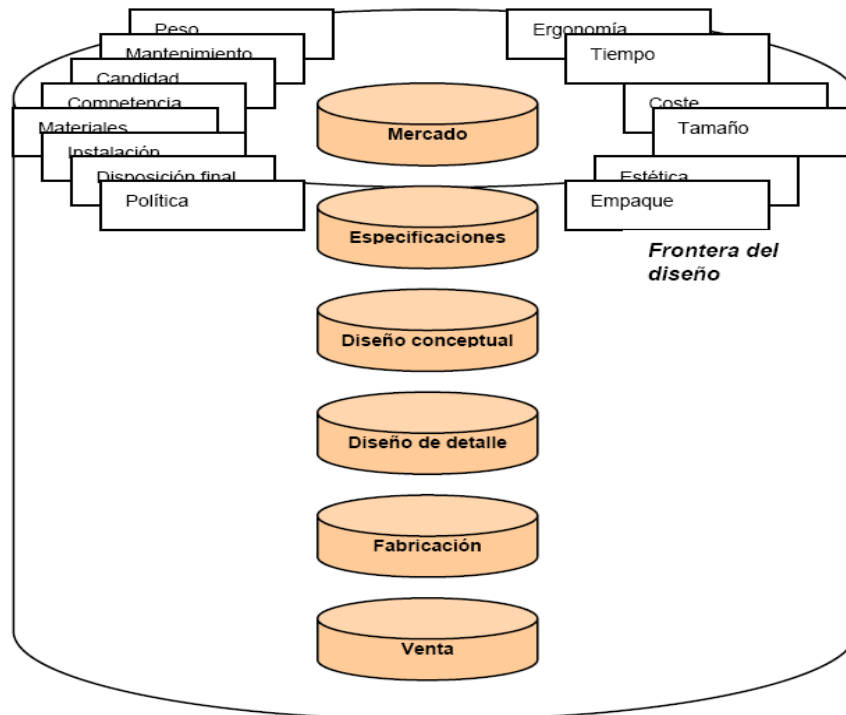 Peso
Mantenimiento
Candidad
Competencia
Materiales
Instalación
Disposición final
Política
Ergonomía
Tiempo
Coste
Tamaño
Estética
Empaque
Frontera del
diseño
Mercado
Especificaciones
Diseño conceptual
Diseño de detalle
Fabricación
Venta